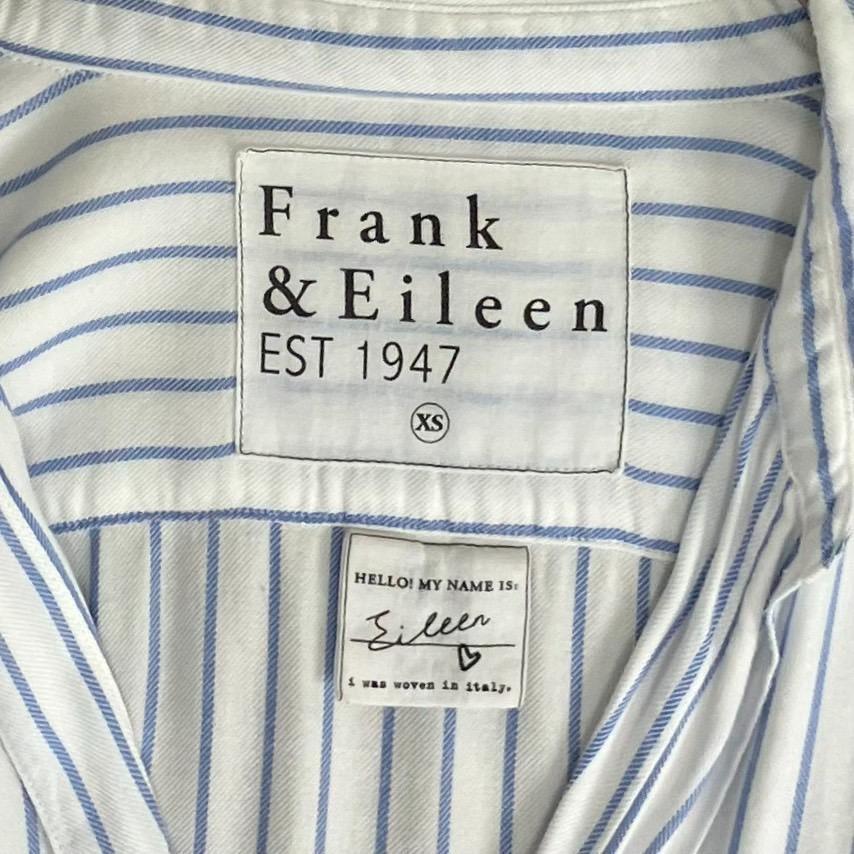 Frank
& Eileen
EST 1947
XS
HELLO! MY NAME IS:
Eileen
i was woven in italy.